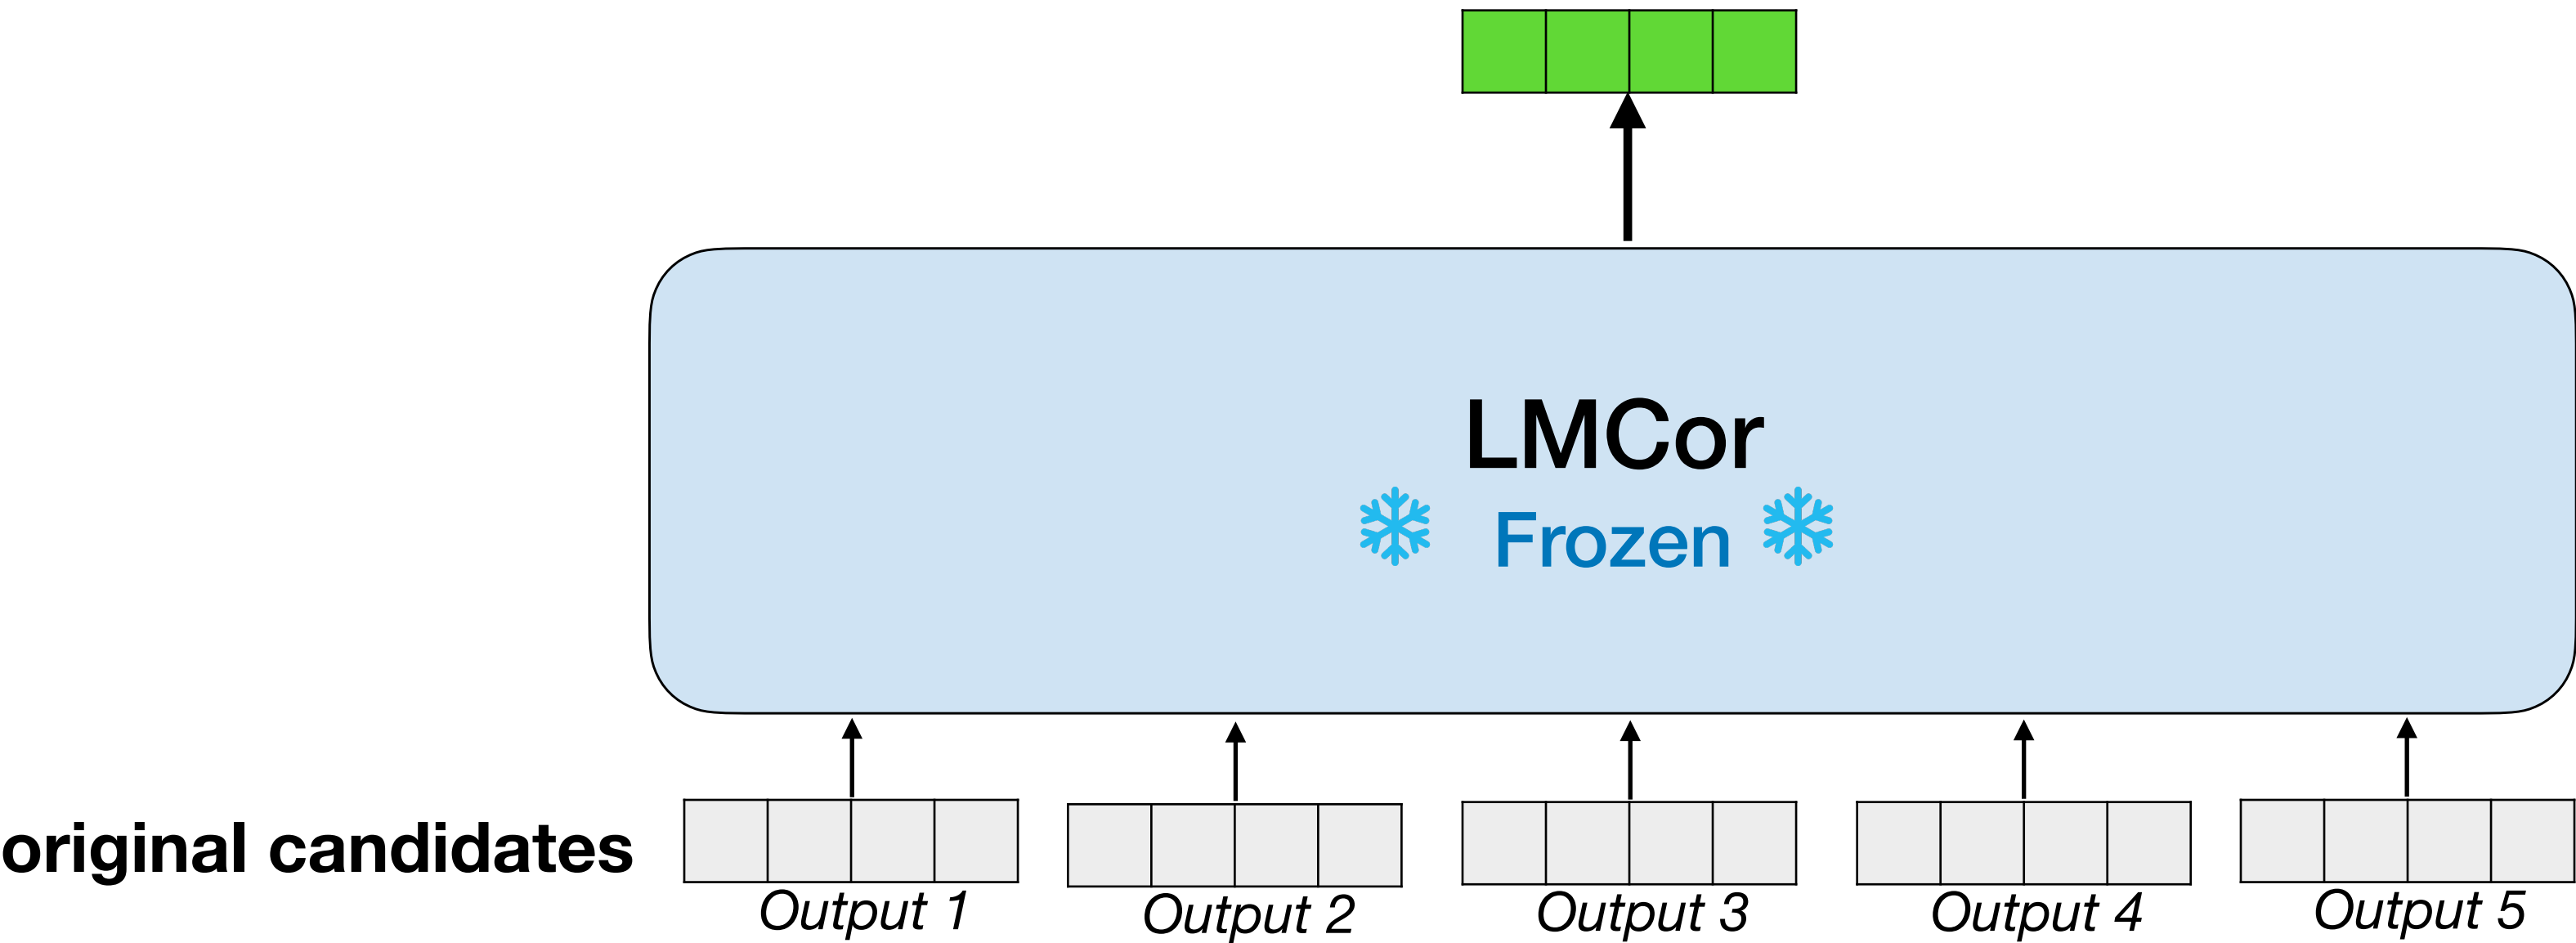 LMCor
Frozen
original candidates
Output 1
Output 2
Output 3
Output 4
Output 5